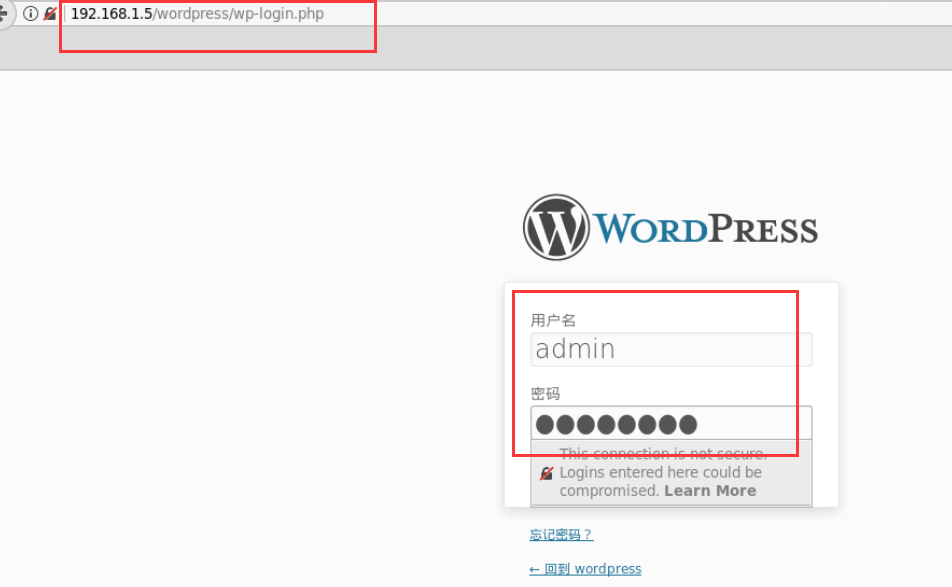 192.168.1.5/wordpress/wp-login.php
WORDPRESS
用户名
admin
密码
This connection is not secure.
Logins entered here could be
compromised. Learn More
忘记密码？
← 回到 wordpress